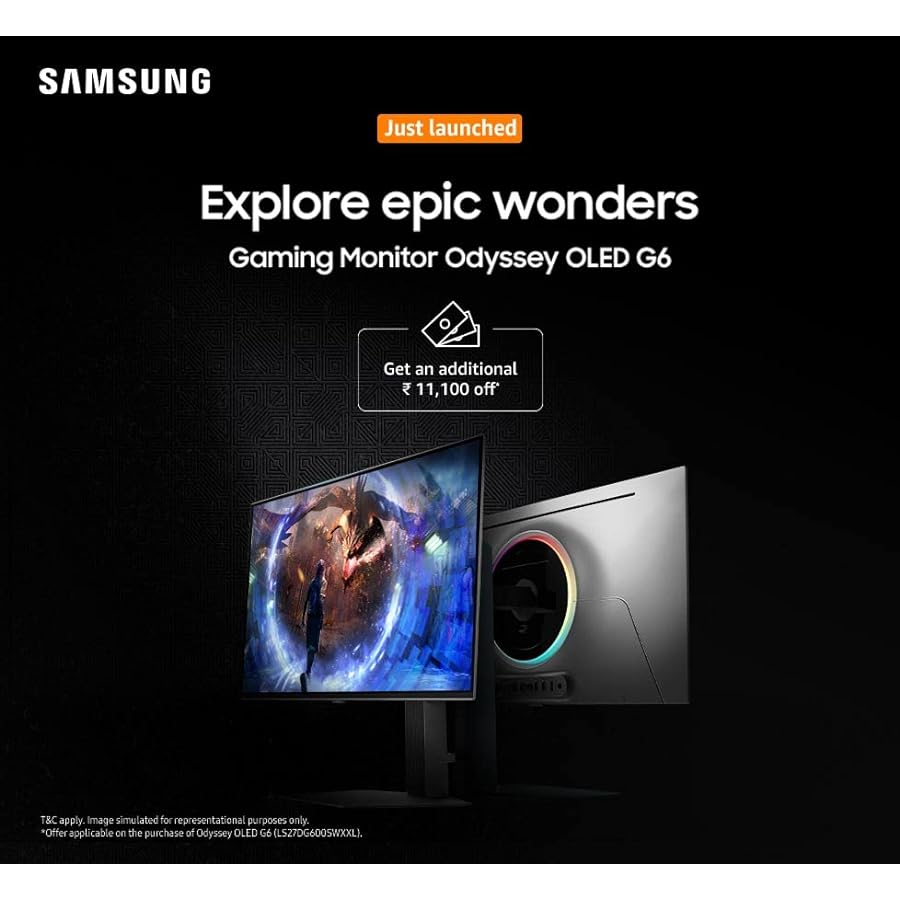 SAMSUNG
Just launched
Explore epic wonders
Gaming Monitor Odyssey OLED G6
Get an additional
₹ 11,100 off*
T&C apply. Image simulated for representational purposes only.
*Offer applicable on the purchase of Odyssey OLED G6 (LS27DG600SWXXL).